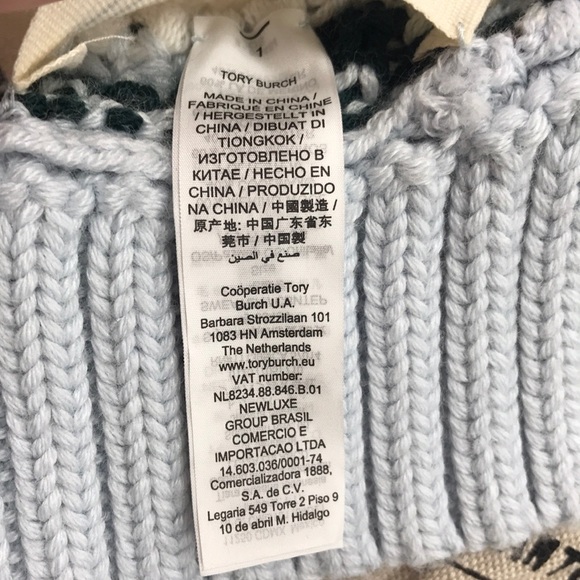 1
TORY BURCH
MADE IN CHINA /
FABRIQUÉ EN CHINE
/ HERGESTELLT IN
CHINA / DIBUAT DI
TIONGKOK /
ИЗГОТОВЛЕНО В
КИТАЕ / HECHO EN
CHINA / PRODUZIDO
NA CHINA / 中國製造 /
原产地: 中国广东省东
莞市 / 中国製
صنع في الصين
Coöperatie Tory
Burch U.A.
Barbara Strozzilaan 101
1083 HN Amsterdam
The Netherlands
www.toryburch.eu
VAT number:
NL8234.88.846.B.01
NEWLUXE
GROUP BRASIL
COMERCIO E
IMPORTACAO LTDA
14.603.036/0001-74
Comercializadora 1888,
S.A. de C.V.
Legaria 549 Torre 2 Piso 9
10 de abril M. Hidalgo